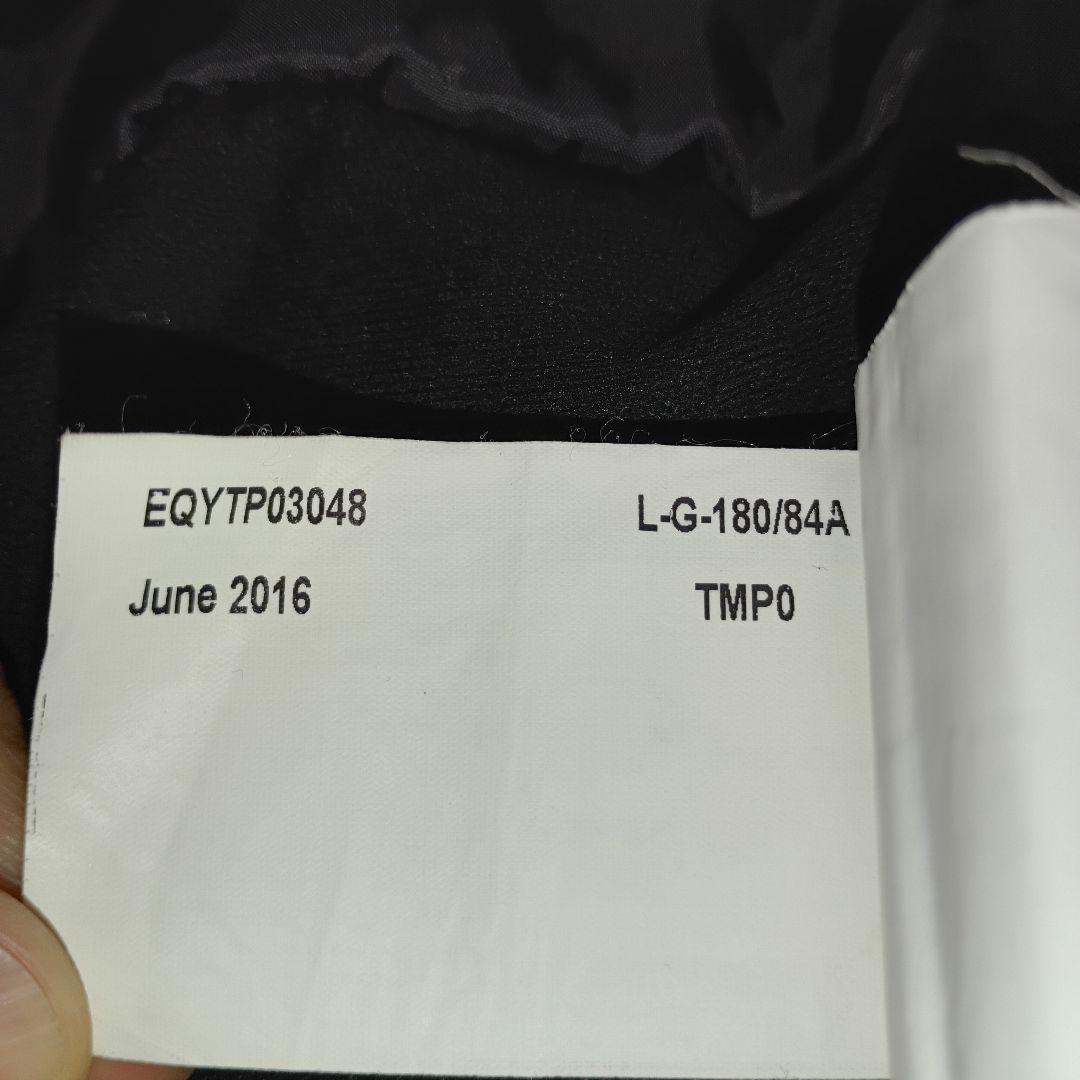 EQYTP03048 L-G-180/84A
June 2016 TMP0